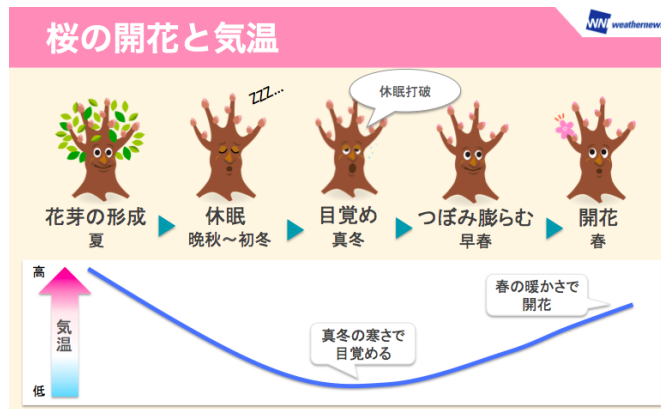 桜の開花と気温
WN weathernews
ZZZ...
休眠打破
花芽の形成
夏
休眠
晩秋～初冬
目覚め
真冬
つぼみ膨らむ
早春
開花
春
高
気温
低
真冬の寒さで
目覚める
春の暖かさで
開花